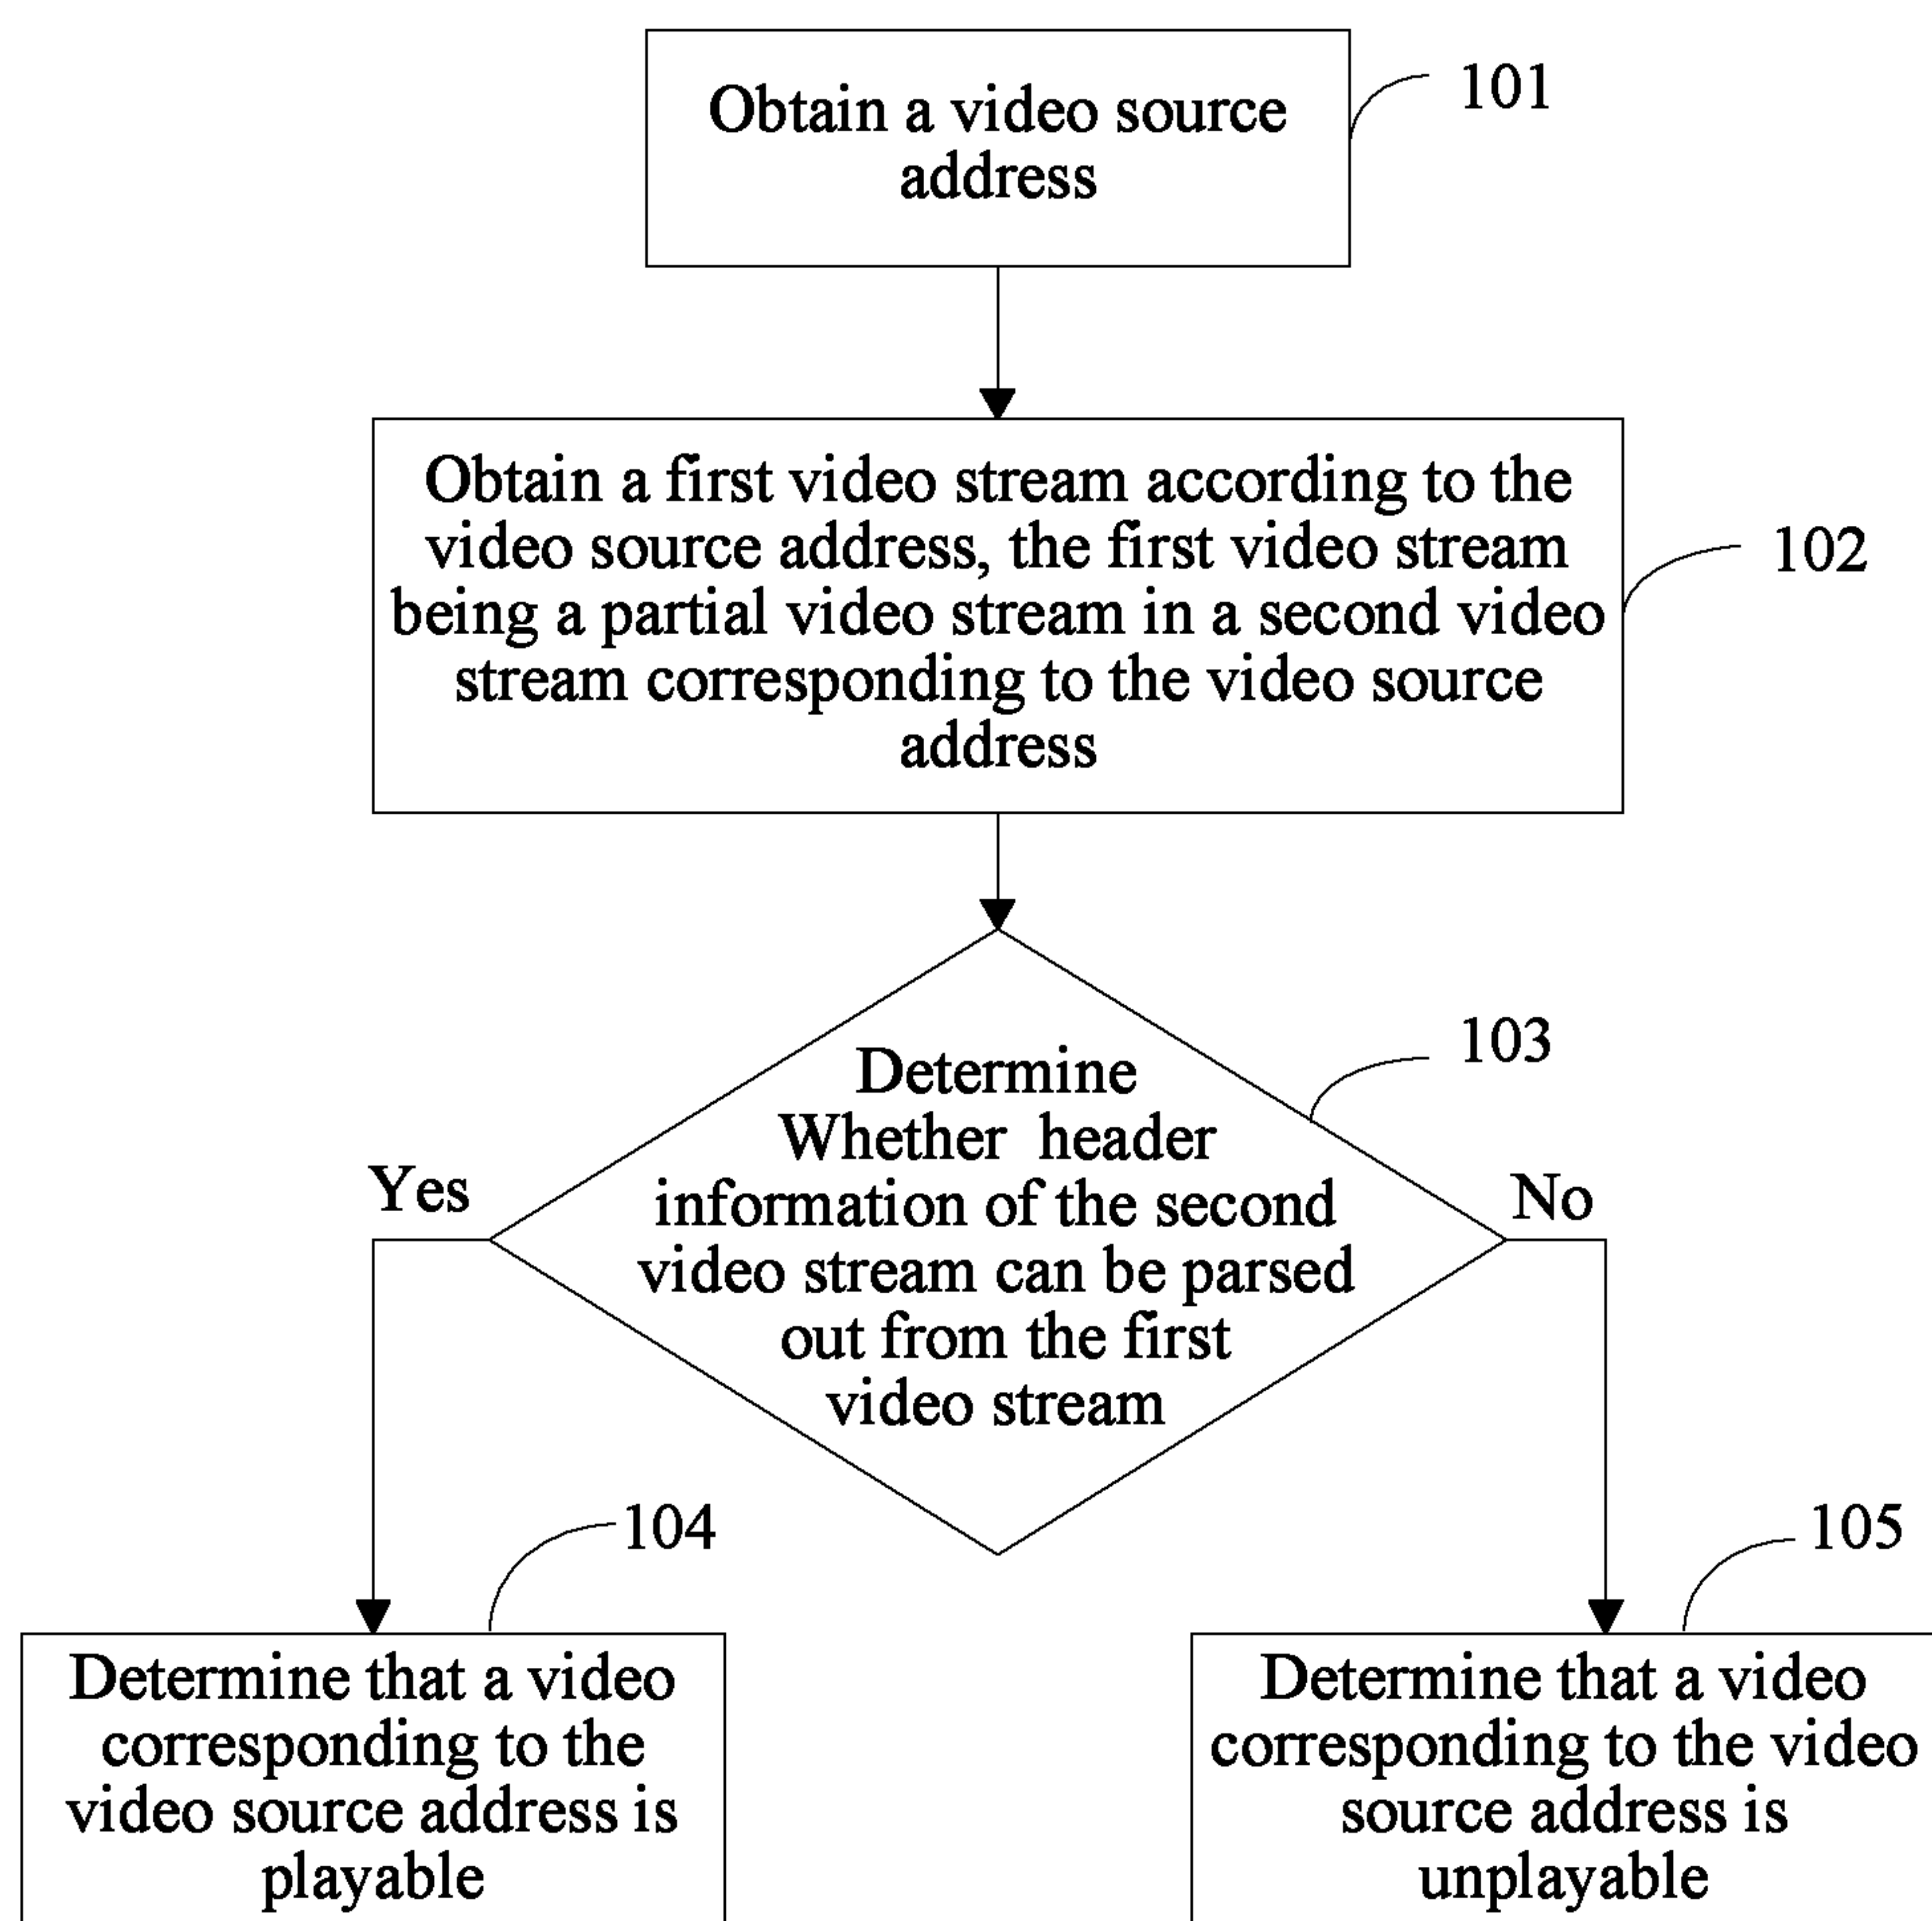 Obtain a video source
address
101
Obtain a first video stream according to the
video source address, the first video stream
being a partial video stream in a second video
stream corresponding to the video source
address
102
Determine
Whether header
information of the second
video stream can be parsed
out from the first
video stream
103
Yes
No
104
105
Determine that a video
corresponding to the
video source address is
playable
Determine that a video
corresponding to the video
source address is
unplayable